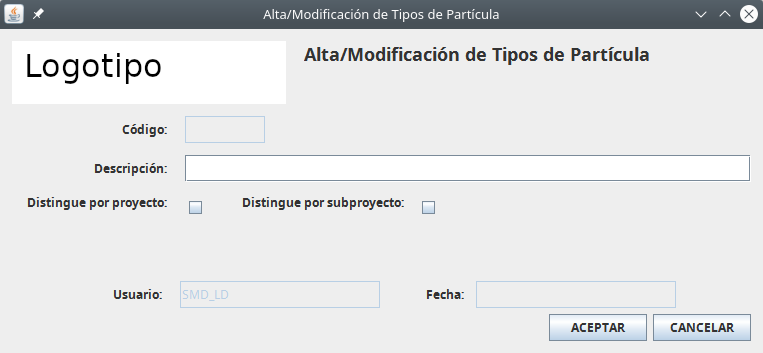 Alta/Modificación de Tipos de Partícula
Logotipo
Alta/Modificación de Tipos de Partícula
Código:
Descripción:
Distingue por proyecto: Distingue por subproyecto:
Usuario: SMD_LD Fecha:
ACEPTAR CANCELAR